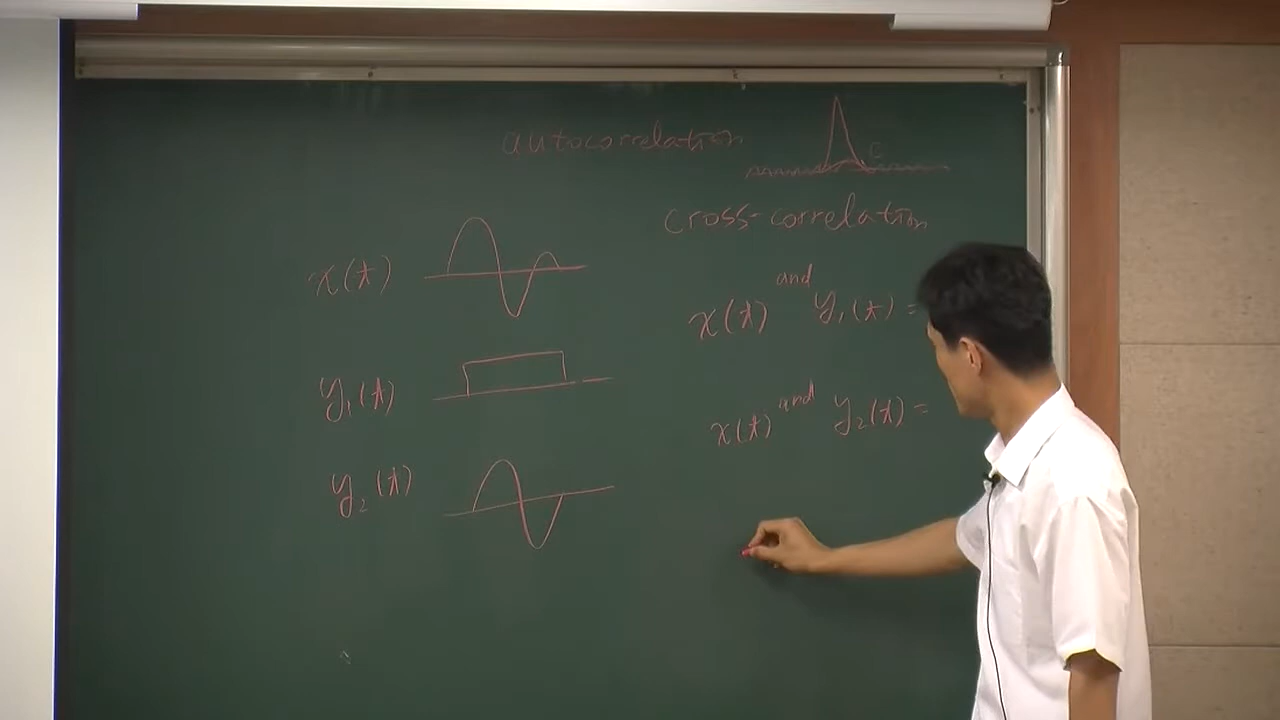 autocorrelation
cross-correlation
x(t)
x(t) and y₁(t) =
y₁(t)
x(t) and y₂(t) =
y₂(t)